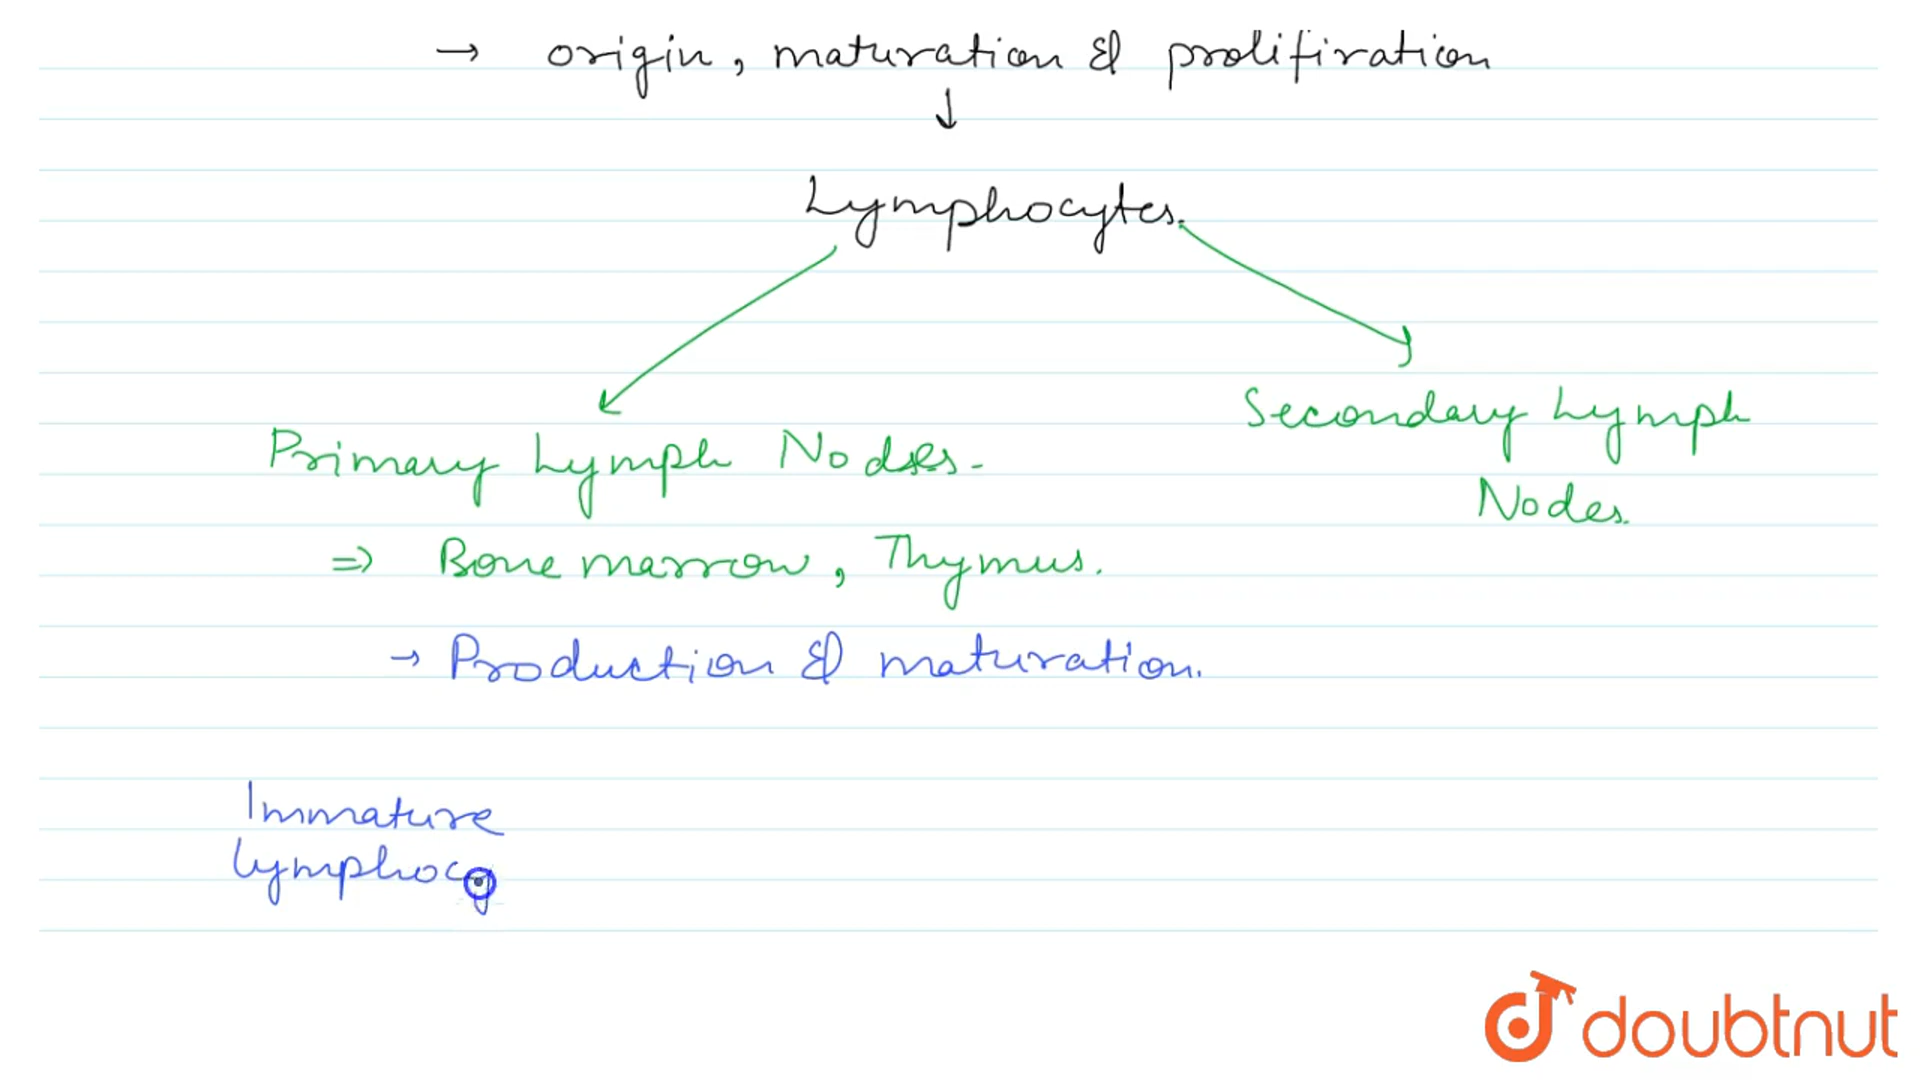 → origin, maturation & prolifiration
↓
Lymphocytes.
Primary Lymph Nodes.
Secondary Lymph
Nodes.
⇒ Bone marrow, Thymus.
→ Production & maturation.
Immature
lymphocy
doubtnut